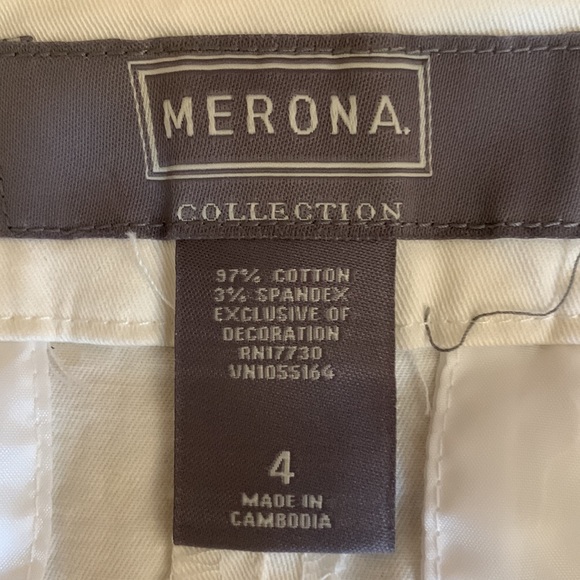 MERONA.
COLLECTION
97% COTTON
3% SPANDEX
EXCLUSIVE OF
DECORATION
RN17730
VN1055164
4
MADE IN
CAMBODIA